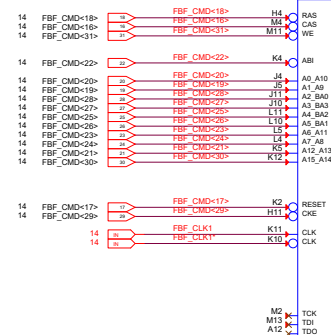 14 FBF_CMD<18> 18 FBF_CMD<18> H4 RAS
14 FBF_CMD<16> 16 FBF_CMD<16> M4 CAS
14 FBF_CMD<31> 31 FBF_CMD<31> M11 WE
14 FBF_CMD<22> 22 FBF_CMD<22> K4 ABI
14 FBF_CMD<20> 20 FBF_CMD<20> J4 A0_A10
14 FBF_CMD<19> 19 FBF_CMD<19> J5 A1_A9
14 FBF_CMD<28> 28 FBF_CMD<28> J11 A2_BA0
14 FBF_CMD<27> 27 FBF_CMD<27> J10 A3_BA3
14 FBF_CMD<25> 25 FBF_CMD<25> L11 A4_BA2
14 FBF_CMD<26> 26 FBF_CMD<26> L10 A5_BA1
14 FBF_CMD<23> 23 FBF_CMD<23> L5 A6_A11
14 FBF_CMD<24> 24 FBF_CMD<24> L4 A7_A8
14 FBF_CMD<21> 21 FBF_CMD<21> K5 A12_A13
14 FBF_CMD<30> 30 FBF_CMD<30> K12 A15_A14
14 FBF_CMD<17> 17 FBF_CMD<17> K2 RESET
14 FBF_CMD<29> 29 FBF_CMD<29> H11 CKE
14 IN FBF_CLK1 K11 CLK
14 IN FBF_CLK1* K10 CLK
M2 TCK
M13 TDI
A12 TDO